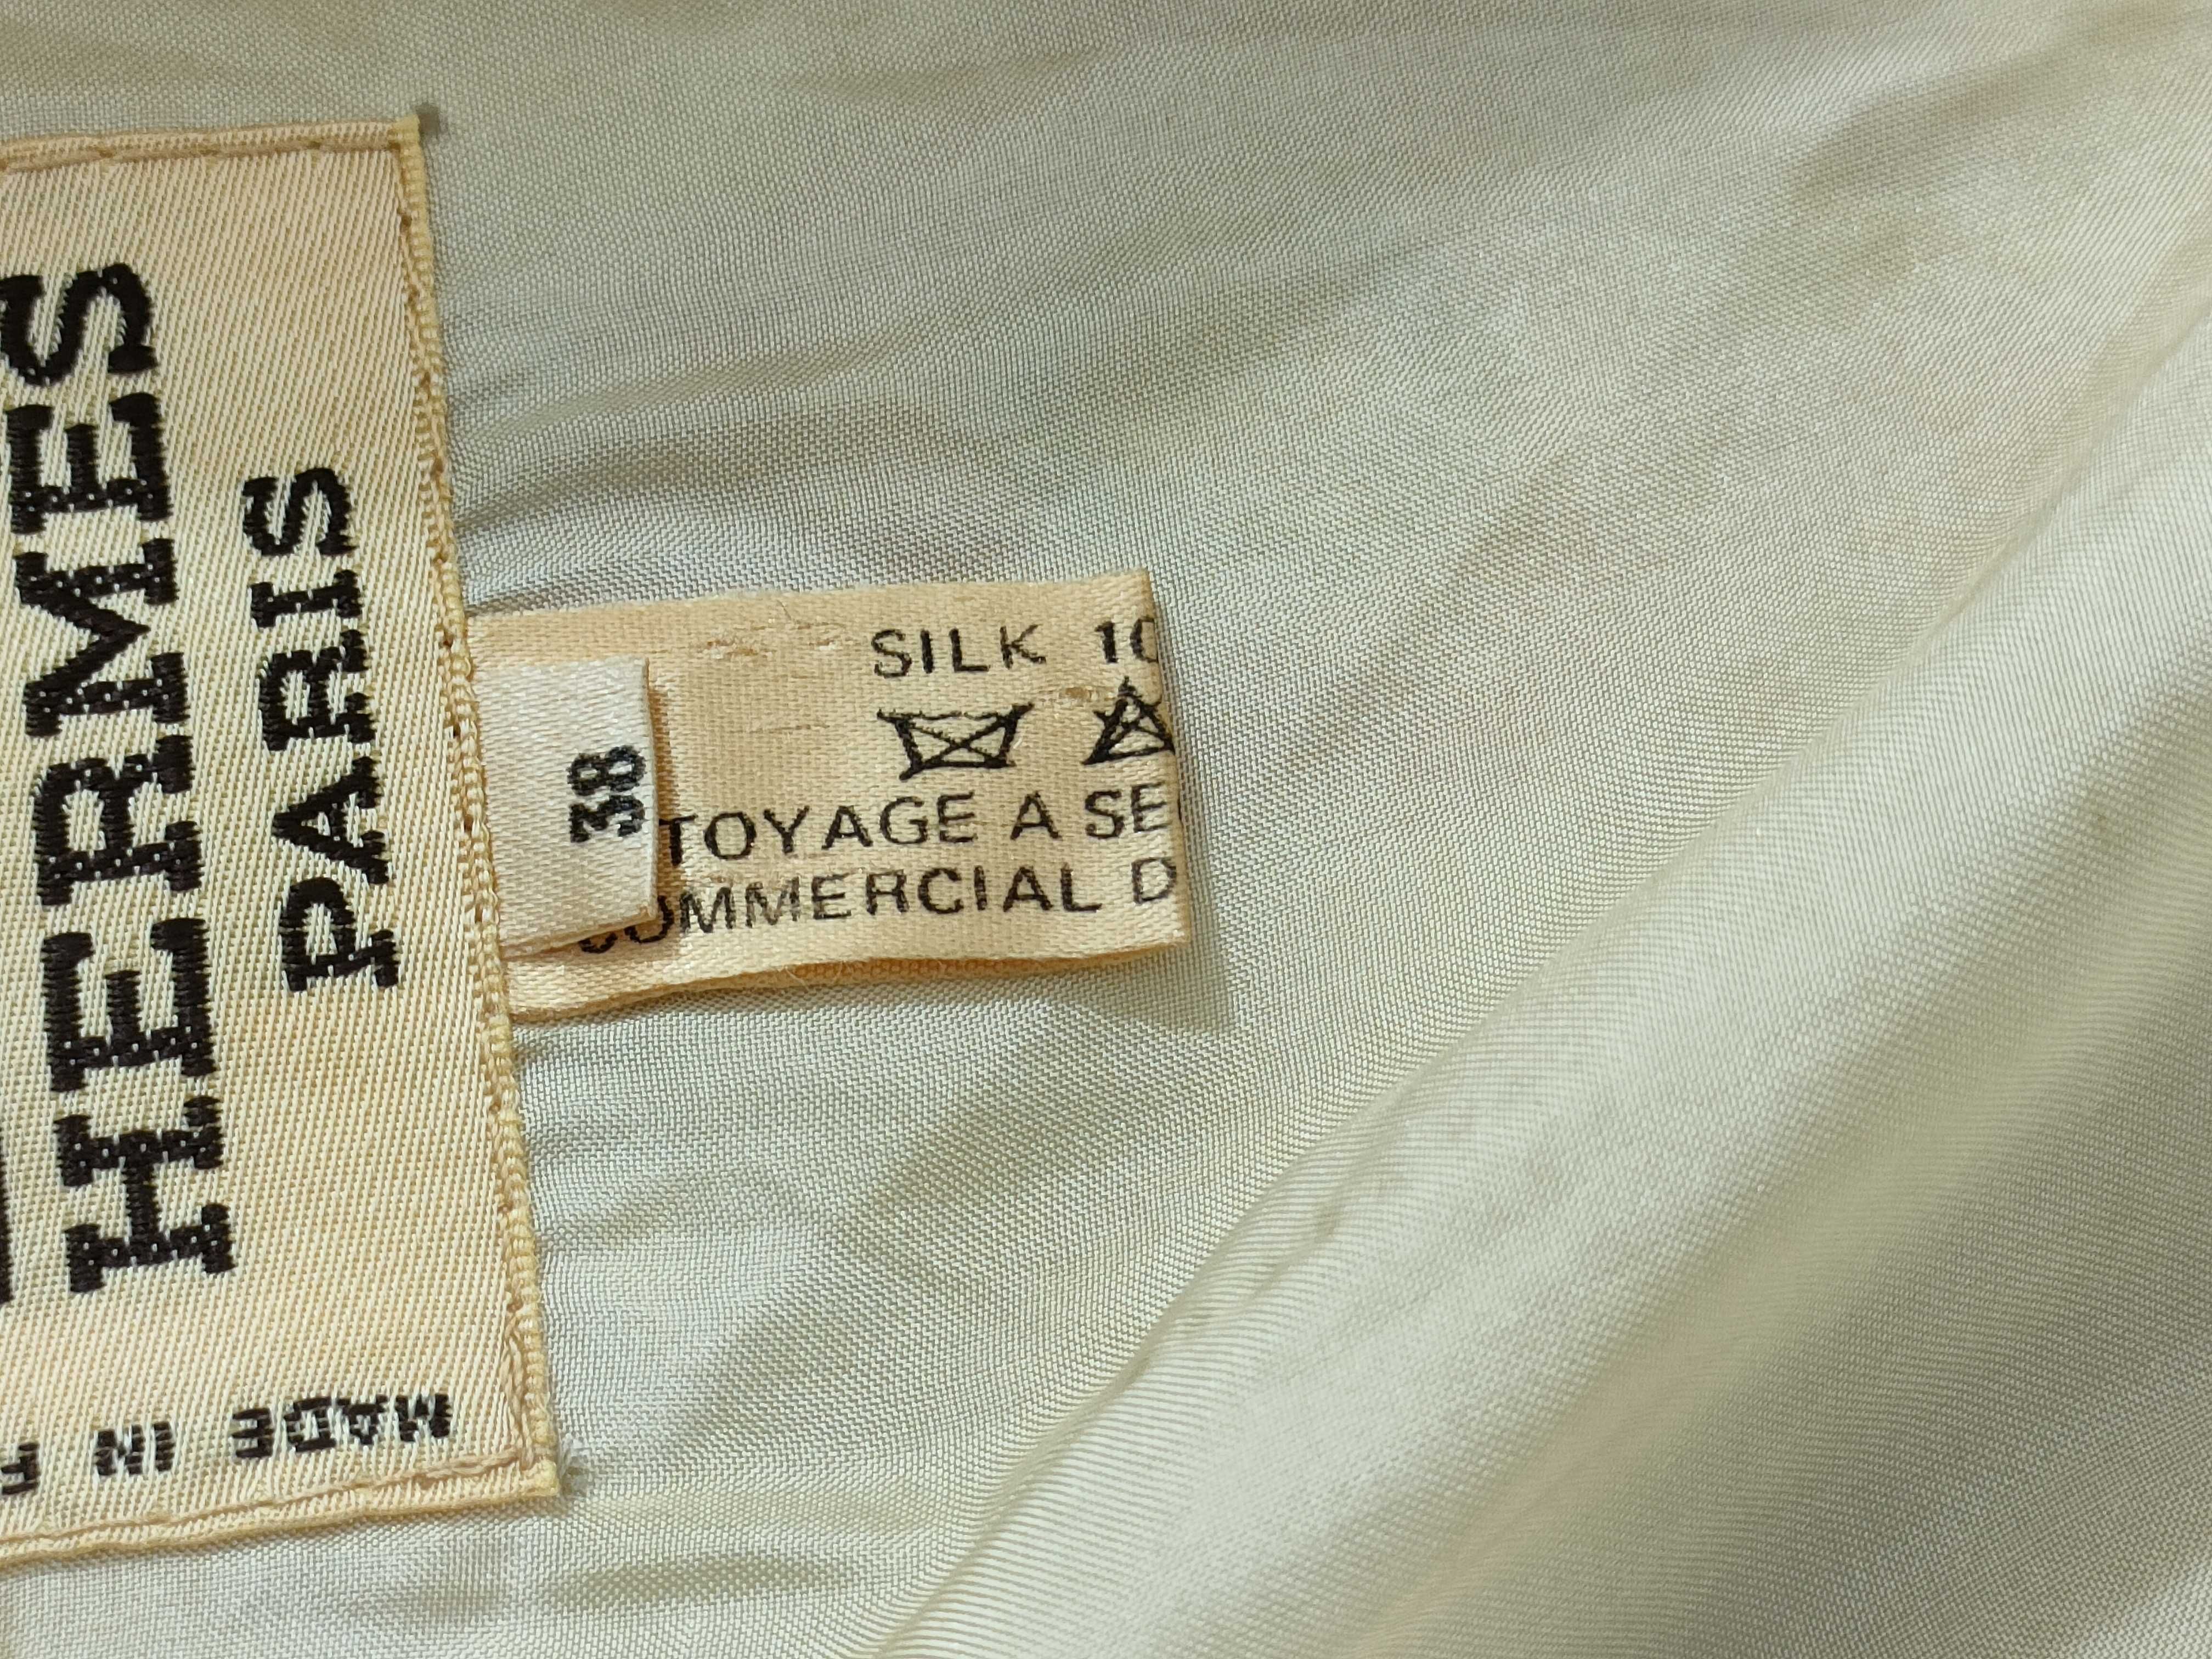 HERMES
PARIS
MADE IN F
38
SILK 10
TOYAGE A SE
COMMERCIAL D